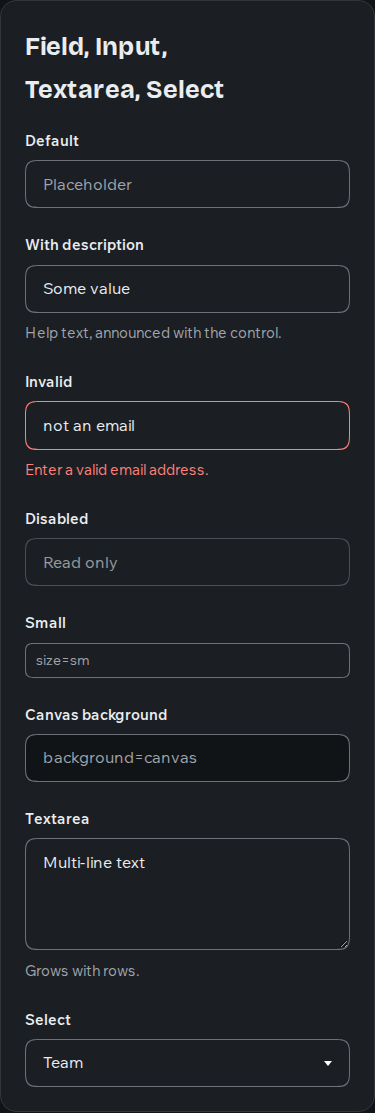 Field, Input,
Textarea, Select
Default
Placeholder
With description
Some value
Help text, announced with the control.
Invalid
not an email
Enter a valid email address.
Disabled
Read only
Small
size=sm
Canvas background
background=canvas
Textarea
Multi-line text
Grows with rows.
Select
Team